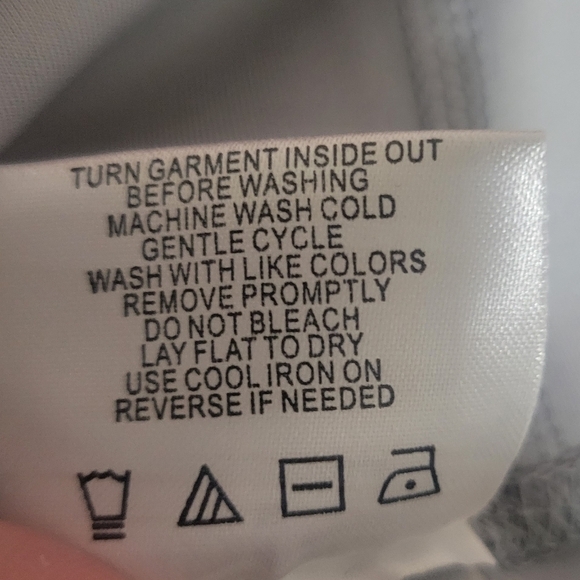 TURN GARMENT INSIDE OUT
BEFORE WASHING
MACHINE WASH COLD
GENTLE CYCLE
WASH WITH LIKE COLORS
REMOVE PROMPTLY
DO NOT BLEACH
LAY FLAT TO DRY
USE COOL IRON ON
REVERSE IF NEEDED